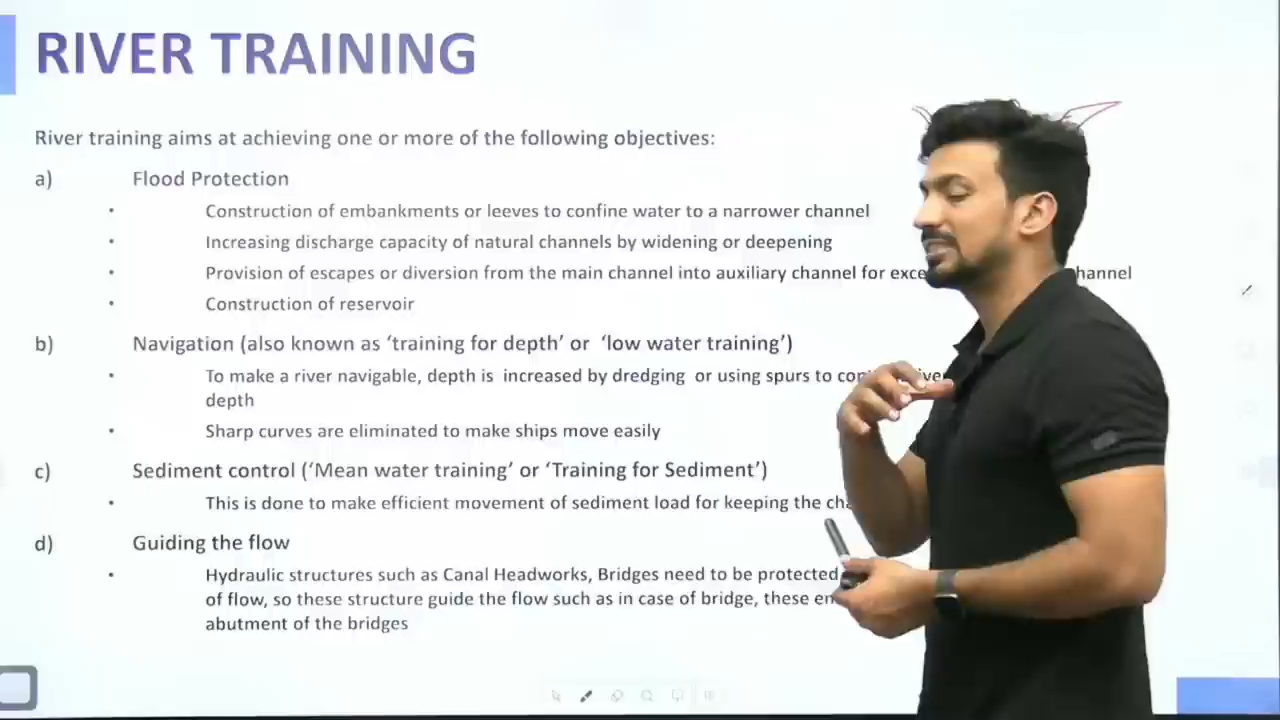 RIVER TRAINING
River training aims at achieving one or more of the following objectives:
a) Flood Protection
• Construction of embankments or leeves to confine water to a narrower channel
• Increasing discharge capacity of natural channels by widening or deepening
• Provision of escapes or diversion from the main channel into auxiliary channel for
b) Navigation (also known as ‘training for depth’ or ‘low water training’)
• To make a river navigable, depth is increased by dredging or using spurs to
depth
• Sharp curves are eliminated to make ships move easily
c) Sediment control (‘Mean water training’ or ‘Training for Sediment’)
• This is done to make efficient movement of sediment load for keeping the
d) Guiding the flow
• Hydraulic structures such as Canal Headworks, Bridges need to be protected
of flow, so these structure guide the flow such as in case of bridge, these
abutment of the bridges